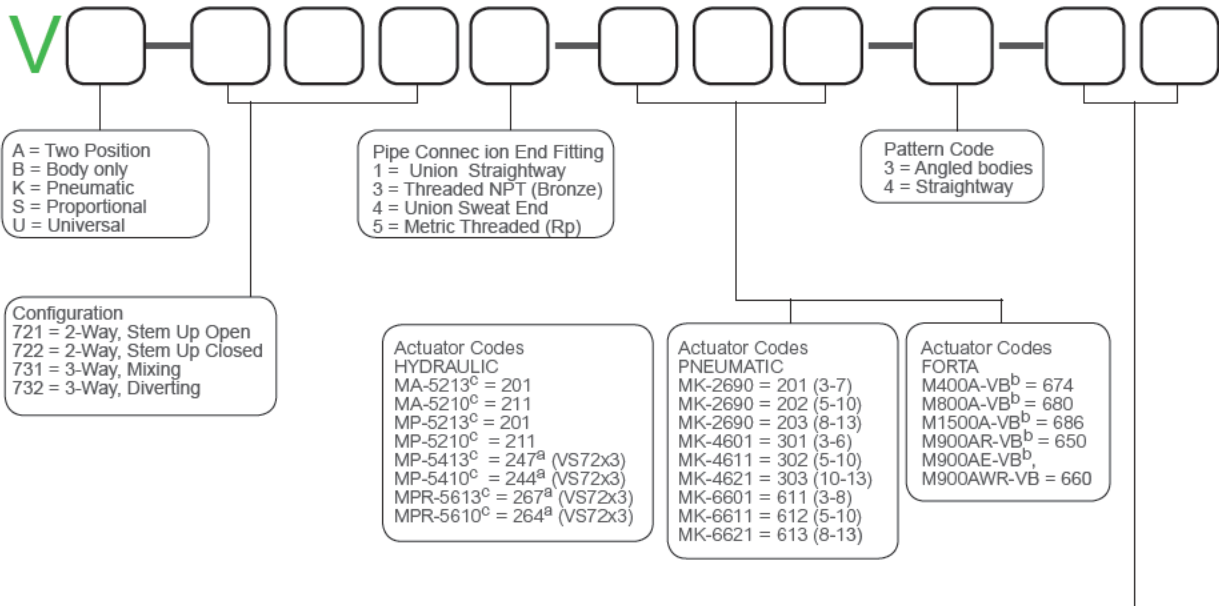 V
A = Two Position
B = Body only
K = Pneumatic
S = Proportional
U = Universal
Pipe Connec ion End Fitting
1 = Union Straightway
3 = Threaded NPT (Bronze)
4 = Union Sweat End
5 = Metric Threaded (Rp)
Pattern Code
3 = Angled bodies
4 = Straightway
Configuration
721 = 2-Way, Stem Up Open
722 = 2-Way, Stem Up Closed
731 = 3-Way, Mixing
732 = 3-Way, Diverting
Actuator Codes
HYDRAULIC
MA-5213c = 201
MA-5210c = 211
MP-5213c = 201
MP-5210c = 211
MP-5413c = 247a (VS72x3)
MP-5410c = 244a (VS72x3)
MPR-5613c = 267a (VS72x3)
MPR-5610c = 264a (VS72x3)
Actuator Codes
PNEUMATIC
MK-2690 = 201 (3-7)
MK-2690 = 202 (5-10)
MK-2690 = 203 (8-13)
MK-4601 = 301 (3-6)
MK-4611 = 302 (5-10)
MK-4621 = 303 (10-13)
MK-6601 = 611 (3-8)
MK-6611 = 612 (5-10)
MK-6621 = 613 (8-13)
Actuator Codes
FORTA
M400A-VBb = 674
M800A-VBb = 680
M1500A-VBb = 686
M900AR-VBb = 650
M900AE-VBb,
M900AWR-VB = 660